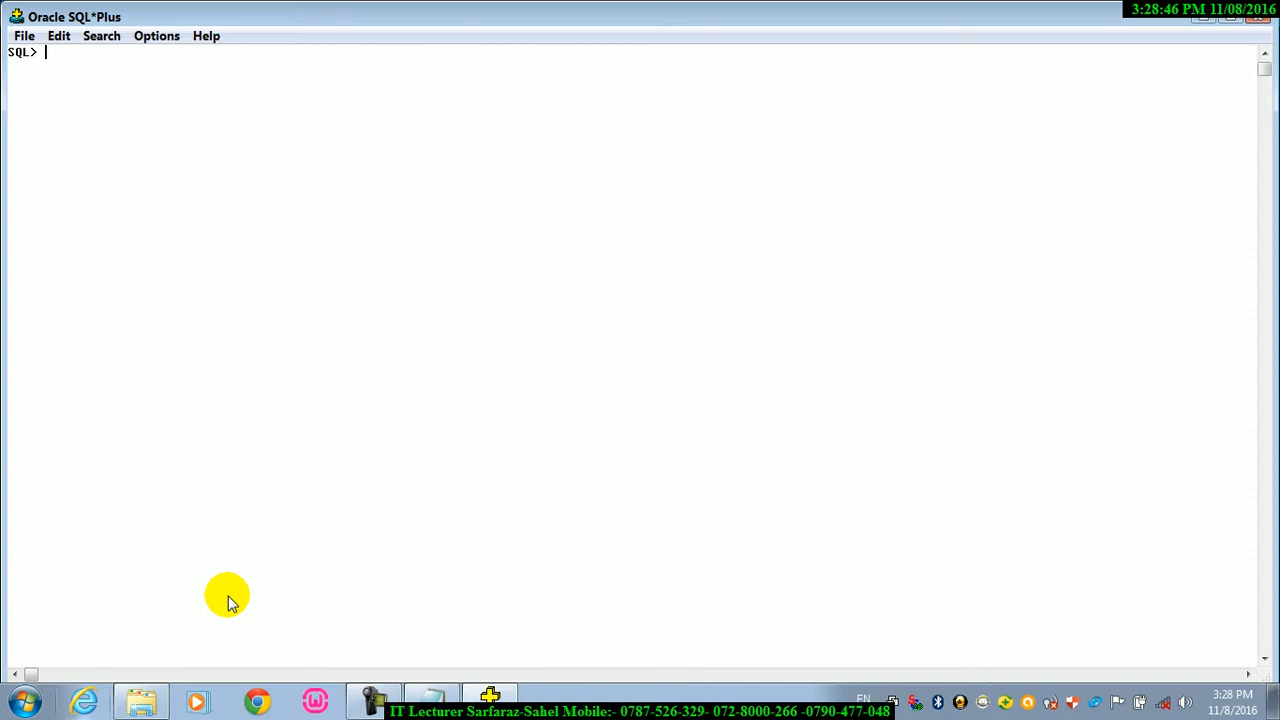 3:28:46 PM 11/08/2016
Oracle SQL*Plus
File Edit Search Options Help
SQL>
EN
3:28 PM
11/8/2016
IT Lecturer Sarfaraz-Sahel Mobile:- 0787-526-329- 072-8000-266 -0790-477-048